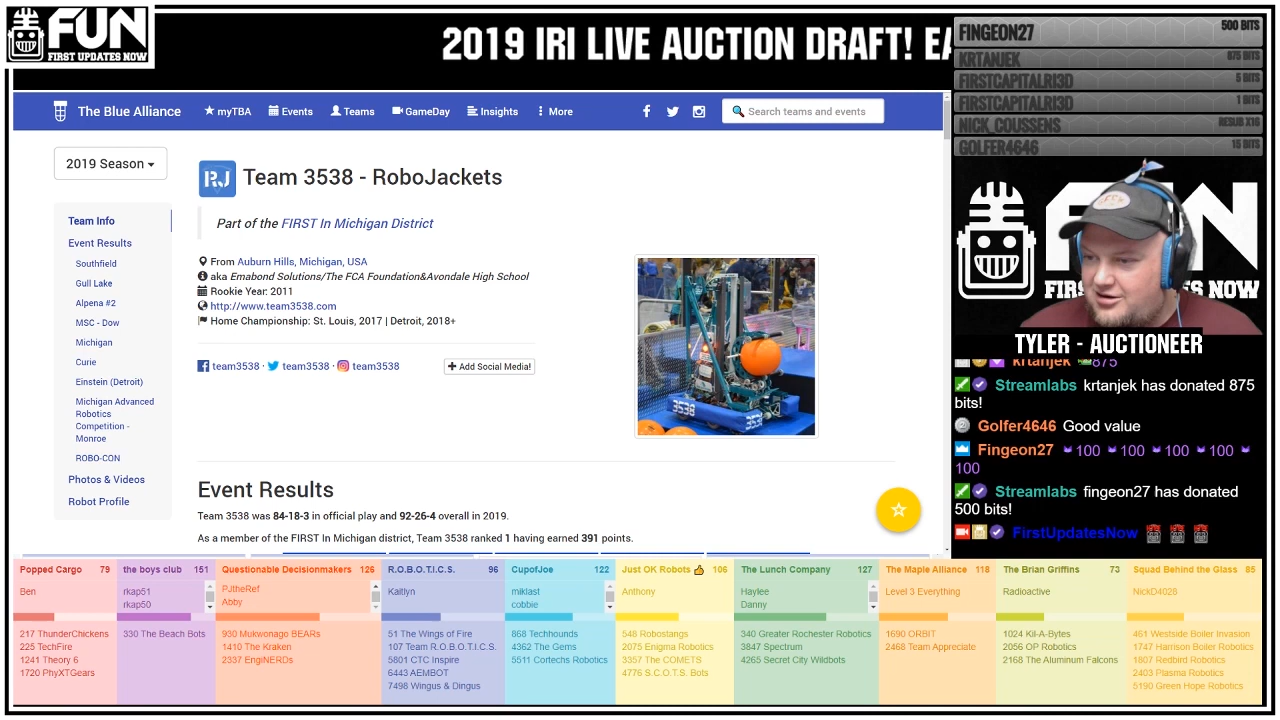 FUN
FIRST UPDATES NOW
2019 IRI LIVE AUCTION DRAFT! EA
FINGEON27 500 BITS
KRTANJEK 875 BITS
FIRSTCAPITALRI3D 5 BITS
FIRSTCAPITALRI3D 1 BITS
NICK_COUSSENS RESUB X16
GOLFER4646 15 BITS
The Blue Alliance myTBA Events Teams GameDay Insights More Search teams and events
2019 Season
Team Info
Event Results
Southfield
Gull Lake
Alpena #2
MSC - Dow
Michigan
Curie
Einstein (Detroit)
Michigan Advanced
Robotics
Competition -
Monroe
ROBO-CON
Photos & Videos
Robot Profile
RJ Team 3538 - RoboJackets
Part of the FIRST In Michigan District
From Auburn Hills, Michigan, USA
aka Emabond Solutions/The FCA Foundation&Avondale High School
Rookie Year: 2011
http://www.team3538.com
Home Championship: St. Louis, 2017 | Detroit, 2018+
team3538 · team3538 · team3538 Add Social Media!
3538
Event Results
Team 3538 was 84-18-3 in official play and 92-26-4 overall in 2019.
As a member of the FIRST In Michigan district, Team 3538 ranked 1 having earned 391 points.
TYLER - AUCTIONEER
krtanjek 875
Streamlabs krtanjek has donated 875
bits!
Golfer4646 Good value
Fingeon27 100 100 100 100
100
Streamlabs fingeon27 has donated
500 bits!
FirstUpdatesNow
Popped Cargo 79
Ben
217 ThunderChickens
225 TechFire
1241 Theory 6
1720 PhyXTGears
the boys club 151
rkap51
rkap50
330 The Beach Bots
Questionable Decisionmakers 126
PJtheRef
Abby
930 Mukwonago BEARs
1410 The Kraken
2337 EngiNERDs
R.O.B.O.T.I.C.S. 96
Kaitlyn
51 The Wings of Fire
107 Team R.O.B.O.T.I.C.S.
5801 CTC Inspire
6443 AEMBOT
7498 Wingus & Dingus
CupofJoe 122
miklast
cobbie
868 Techhounds
4362 The Gems
5511 Cortechs Robotics
Just OK Robots 106
Anthony
548 Robostangs
2075 Enigma Robotics
3357 The COMETS
4776 S.C.O.T.S. Bots
The Lunch Company 127
Haylee
Danny
340 Greater Rochester Robotics
3847 Spectrum
4265 Secret City Wildbots
The Maple Alliance 118
Level 3 Everything
1690 ORBIT
2468 Team Appreciate
The Brian Griffins 73
Radioactive
1024 Kil-A-Bytes
2056 OP Robotics
2168 The Aluminum Falcons
Squad Behind the Glass 85
NickD4028
461 Westside Boiler Invasion
1747 Harrison Boiler Robotics
1807 Redbird Robotics
2403 Plasma Robotics
5190 Green Hope Robotics